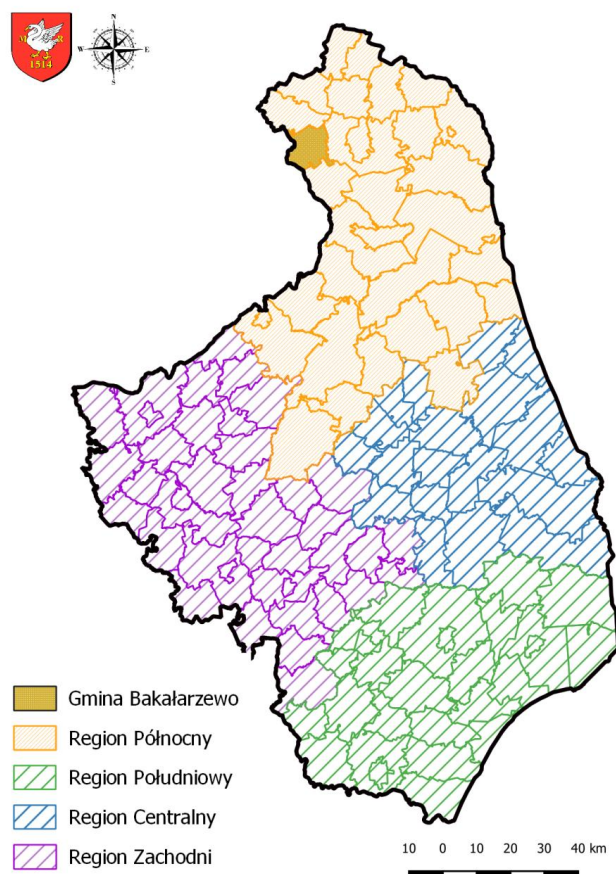 N
M R
1514
W E
S
Gmina Bakałarzewo
Region Północny
Region Południowy
Region Centralny
Region Zachodni
10 0 10 20 30 40 km